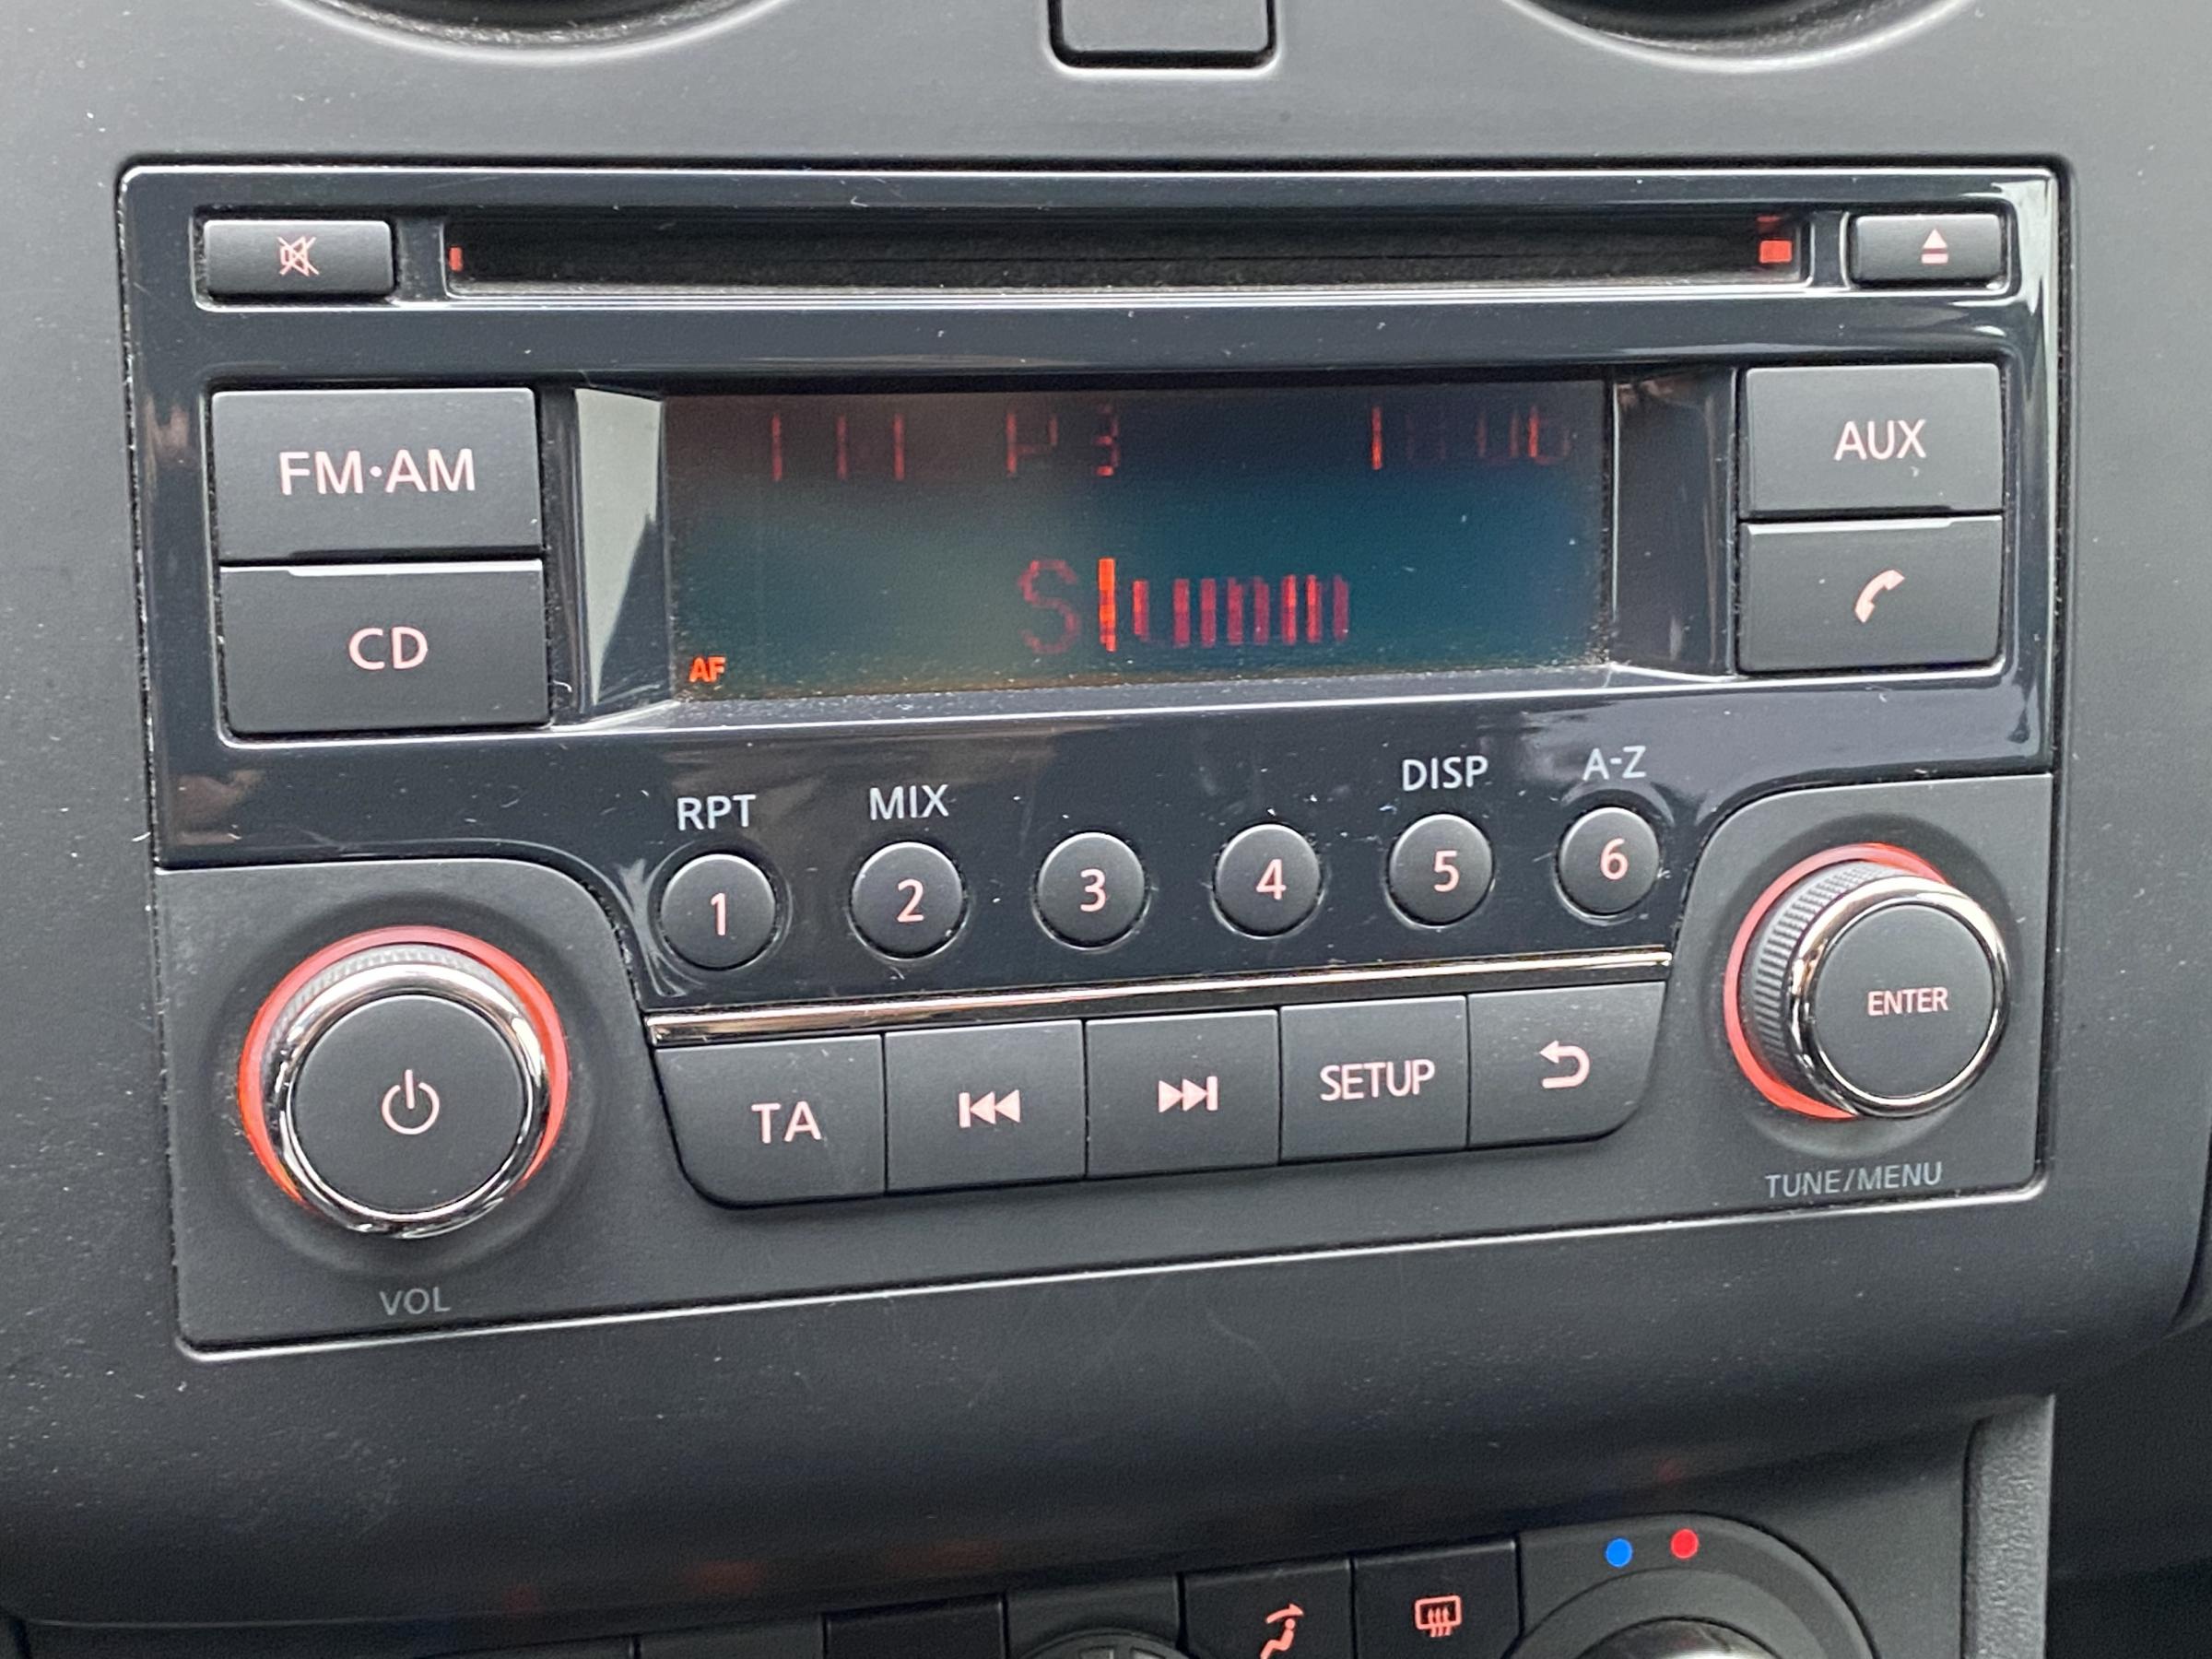 FM·AM
AUX
CD
AF
RPT MIX DISP A-Z
1 2 3 4 5 6
TA SETUP
ENTER
TUNE/MENU
VOL